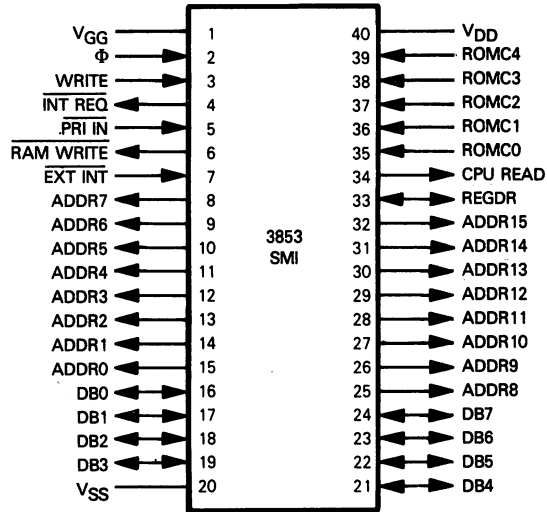 VGG 1 40 VDD
Φ 2 39 ROMC4
WRITE 3 38 ROMC3
INT REQ 4 37 ROMC2
PRI IN 5 36 ROMC1
RAM WRITE 6 35 ROMC0
EXT INT 7 34 CPU READ
ADDR7 8 33 REGDR
ADDR6 9 32 ADDR15
ADDR5 10 31 ADDR14
ADDR4 11 30 ADDR13
ADDR3 12 29 ADDR12
ADDR2 13 28 ADDR11
ADDR1 14 27 ADDR10
ADDR0 15 26 ADDR9
DB0 16 25 ADDR8
DB1 17 24 DB7
DB2 18 23 DB6
DB3 19 22 DB5
VSS 20 21 DB4
3853
SMI